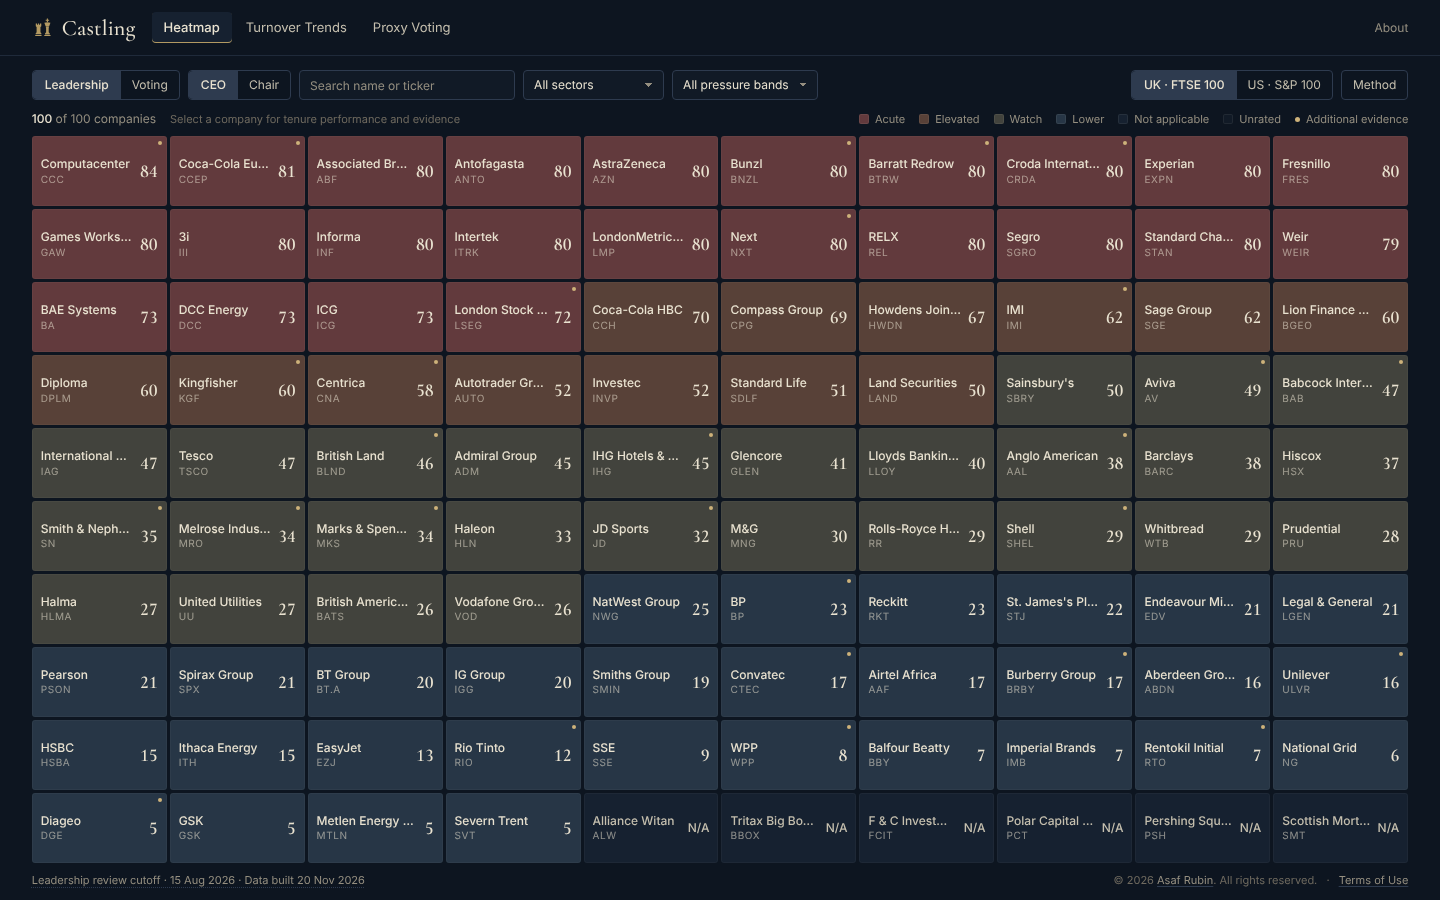 Castling Heatmap Turnover Trends Proxy Voting About
Leadership Voting CEO Chair Search name or ticker All sectors All pressure bands UK · FTSE 100 US · S&P 100 Method
100 of 100 companies Select a company for tenure performance and evidence Acute Elevated Watch Lower Not applicable Unrated Additional evidence
Computacenter CCC 84
Coca-Cola Eu... CCEP 81
Associated Br... ABF 80
Antofagasta ANTO 80
AstraZeneca AZN 80
Bunzl BNZL 80
Barratt Redrow BTRW 80
Croda Internat... CRDA 80
Experian EXPN 80
Fresnillo FRES 80
Games Works... GAW 80
3i III 80
Informa INF 80
Intertek ITRK 80
LondonMetric... LMP 80
Next NXT 80
RELX REL 80
Segro SGRO 80
Standard Cha... STAN 80
Weir WEIR 79
BAE Systems BA 73
DCC Energy DCC 73
ICG ICG 73
London Stock ... LSEG 72
Coca-Cola HBC CCH 70
Compass Group CPG 69
Howdens Join... HWDN 67
IMI IMI 62
Sage Group SGE 62
Lion Finance ... BGEO 60
Diploma DPLM 60
Kingfisher KGF 60
Centrica CNA 58
Autotrader Gr... AUTO 52
Investec INVP 52
Standard Life SDLF 51
Land Securities LAND 50
Sainsbury's SBRY 50
Aviva AV 49
Babcock Inter... BAB 47
International ... IAG 47
Tesco TSCO 47
British Land BLND 46
Admiral Group ADM 45
IHG Hotels & ... IHG 45
Glencore GLEN 41
Lloyds Bankin... LLOY 40
Anglo American AAL 38
Barclays BARC 38
Hiscox HSX 37
Smith & Neph... SN 35
Melrose Indus... MRO 34
Marks & Spen... MKS 34
Haleon HLN 33
JD Sports JD 32
M&G MNG 30
Rolls-Royce H... RR 29
Shell SHEL 29
Whitbread WTB 29
Prudential PRU 28
Halma HLMA 27
United Utilities UU 27
British Americ... BATS 26
Vodafone Gro... VOD 26
NatWest Group NWG 25
BP BP 23
Reckitt RKT 23
St. James's Pl... STJ 22
Endeavour Mi... EDV 21
Legal & General LGEN 21
Pearson PSON 21
Spirax Group SPX 21
BT Group BT.A 20
IG Group IGG 20
Smiths Group SMIN 19
Convatec CTEC 17
Airtel Africa AAF 17
Burberry Group BRBY 17
Aberdeen Gro... ABDN 16
Unilever ULVR 16
HSBC HSBA 15
Ithaca Energy ITH 15
EasyJet EZJ 13
Rio Tinto RIO 12
SSE SSE 9
WPP WPP 8
Balfour Beatty BBY 7
Imperial Brands IMB 7
Rentokil Initial RTO 7
National Grid NG 6
Diageo DGE 5
GSK GSK 5
Metlen Energy ... MTLN 5
Severn Trent SVT 5
Alliance Witan ALW N/A
Tritax Big Bo... BBOX N/A
F & C Invest... FCIT N/A
Polar Capital ... PCT N/A
Pershing Squ... PSH N/A
Scottish Mort... SMT N/A
Leadership review cutoff · 15 Aug 2026 · Data built 20 Nov 2026 © 2026 Asaf Rubin. All rights reserved. · Terms of Use